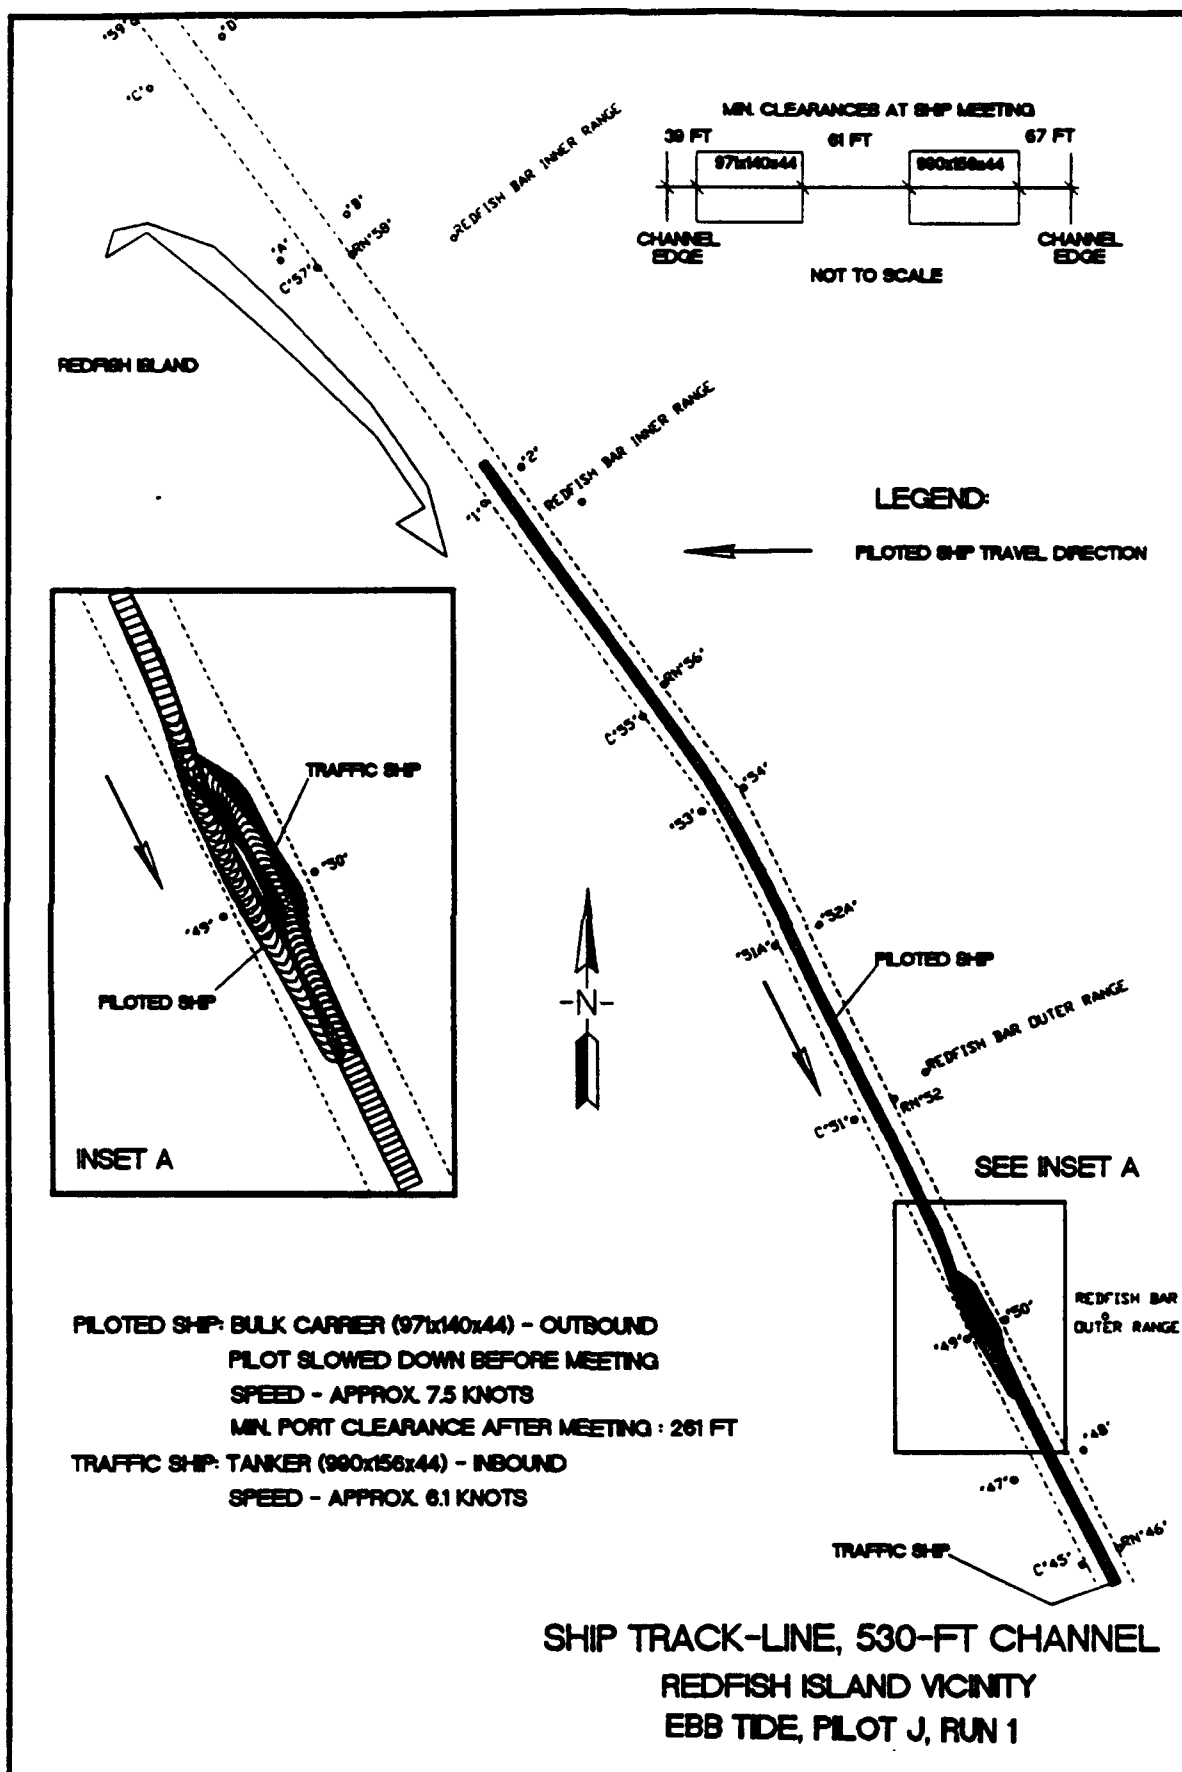 "59"
"D"
"C"
MIN. CLEARANCES AT SHIP MEETING
39 FT
61 FT
67 FT
971x140x44
990x156x44
CHANNEL
EDGE
CHANNEL
EDGE
NOT TO SCALE
REDFISH BAR INNER RANGE
"B"
RN"58"
"A"
C"57"
REDFISH ISLAND
REDFISH BAR INNER RANGE
"2"
"1"
LEGEND:
PILOTED SHIP TRAVEL DIRECTION
RN"56"
C"55"
"54"
"53"
"52A"
"51A"
PILOTED SHIP
-N-
REDFISH BAR OUTER RANGE
RN"52
C"51"
TRAFFIC SHIP
"50"
"49"
PILOTED SHIP
INSET A
SEE INSET A
"50"
"49"
REDFISH BAR
OUTER RANGE
"48"
"47"
RN"46"
C"45"
TRAFFIC SHIP
PILOTED SHIP: BULK CARRIER (971x140x44) - OUTBOUND
PILOT SLOWED DOWN BEFORE MEETING
SPEED - APPROX. 7.5 KNOTS
MIN. PORT CLEARANCE AFTER MEETING : 261 FT
TRAFFIC SHIP: TANKER (990x156x44) - INBOUND
SPEED - APPROX. 6.1 KNOTS
SHIP TRACK-LINE, 530-FT CHANNEL
REDFISH ISLAND VICINITY
EBB TIDE, PILOT J, RUN 1